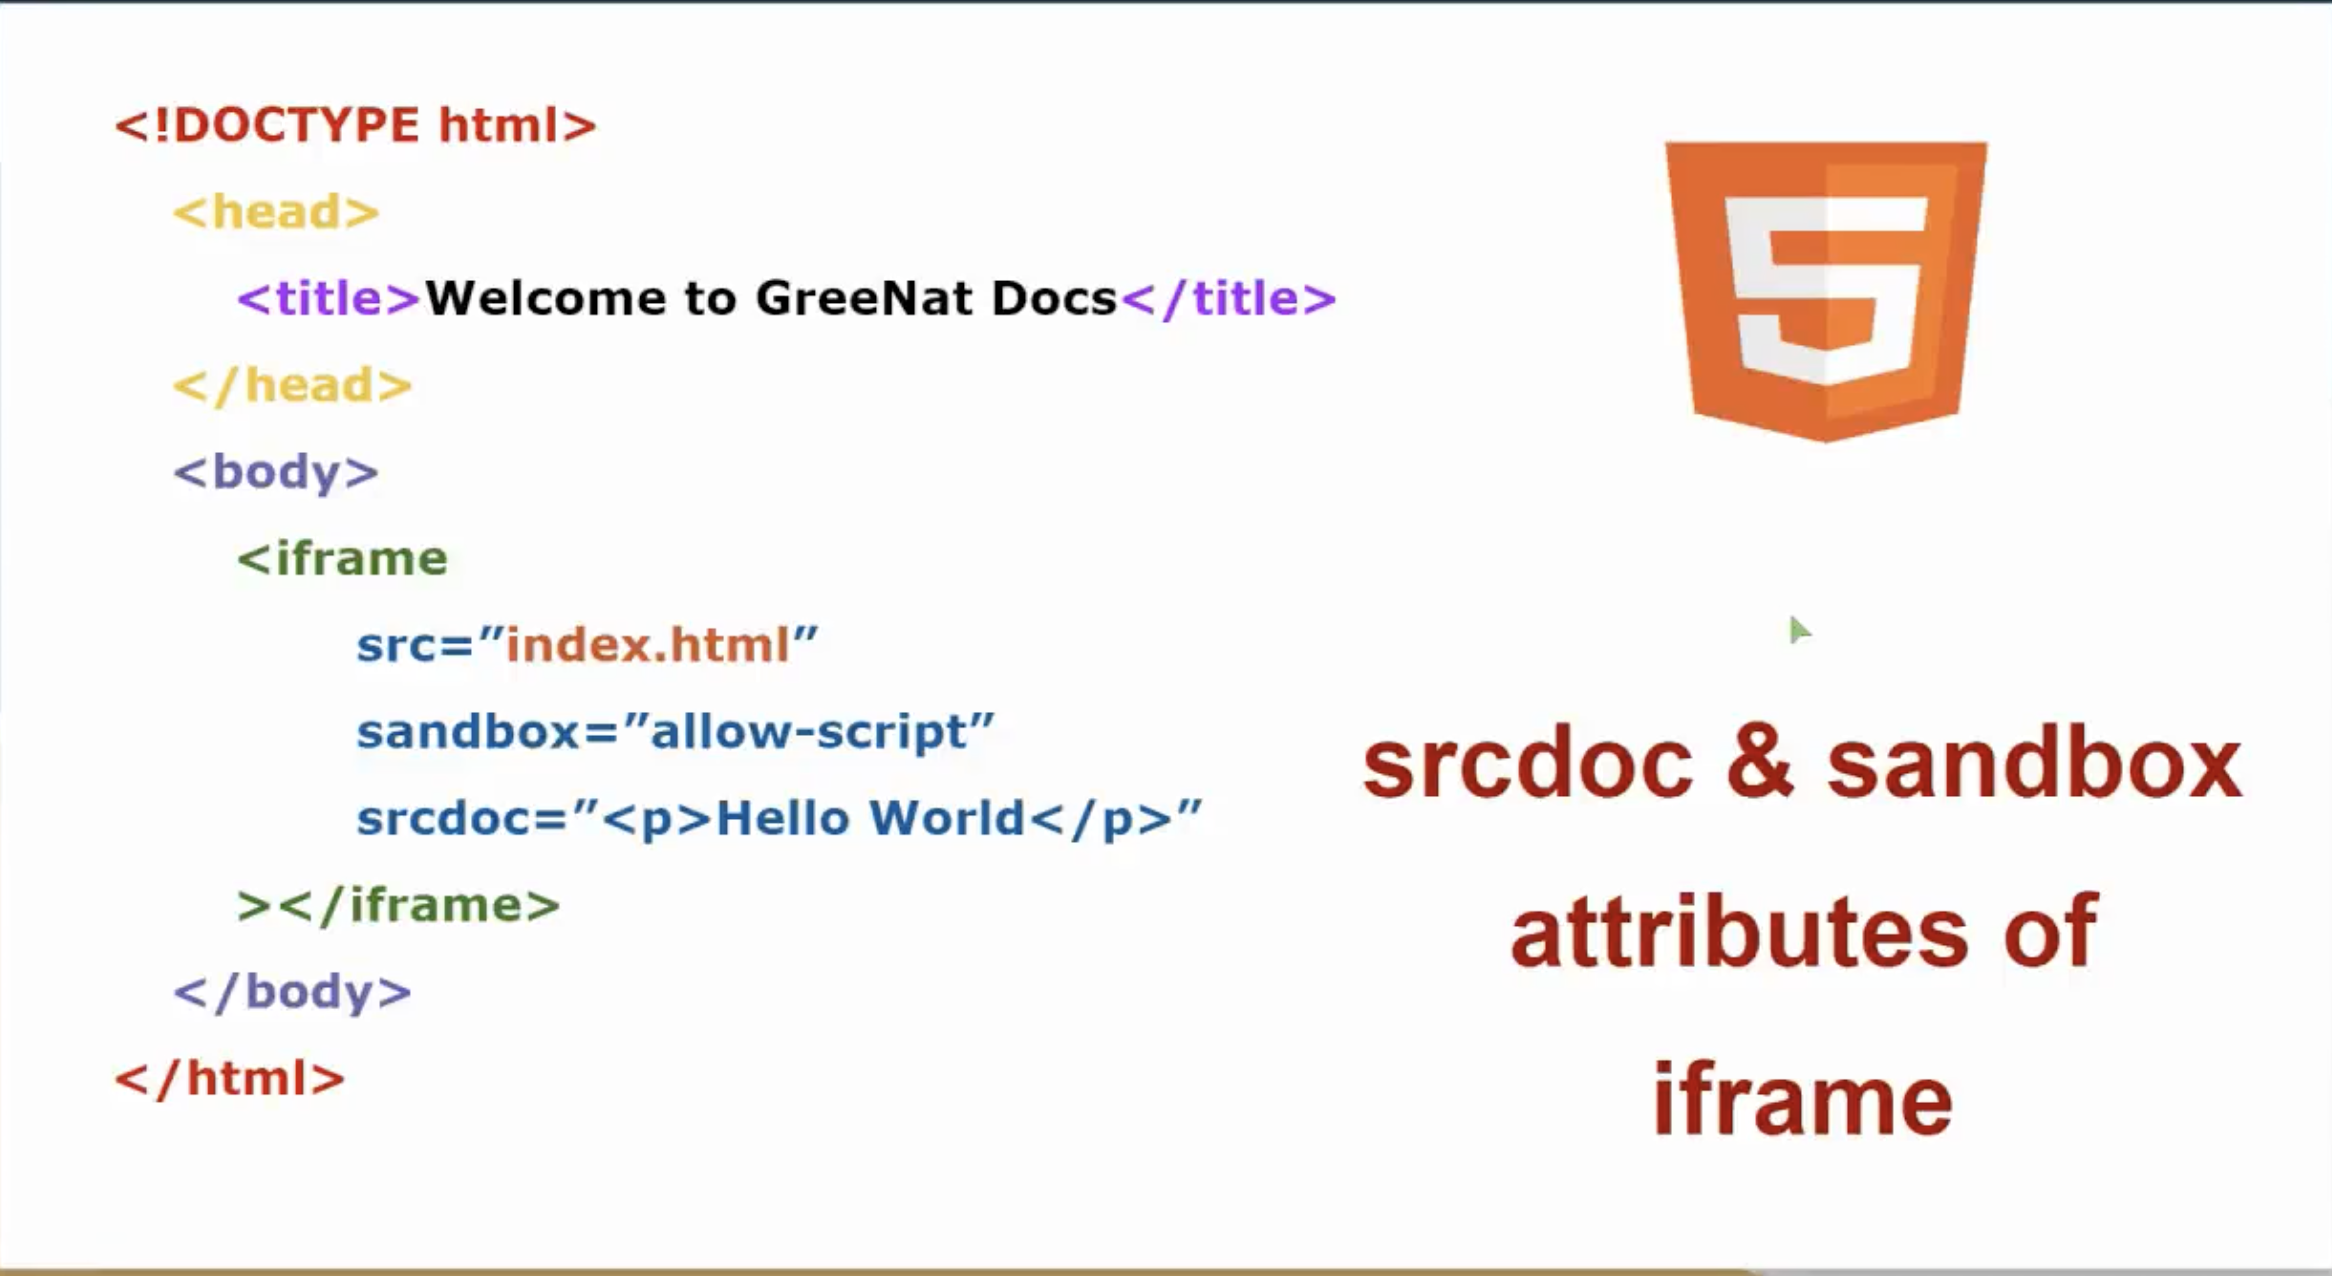 <!DOCTYPE html>
<head>
<title>Welcome to GreeNat Docs</title>
</head>
<body>
<iframe
src=”index.html”
sandbox=”allow-script”
srcdoc=”<p>Hello World</p>”
></iframe>
</body>
</html>
srcdoc & sandbox
attributes of
iframe